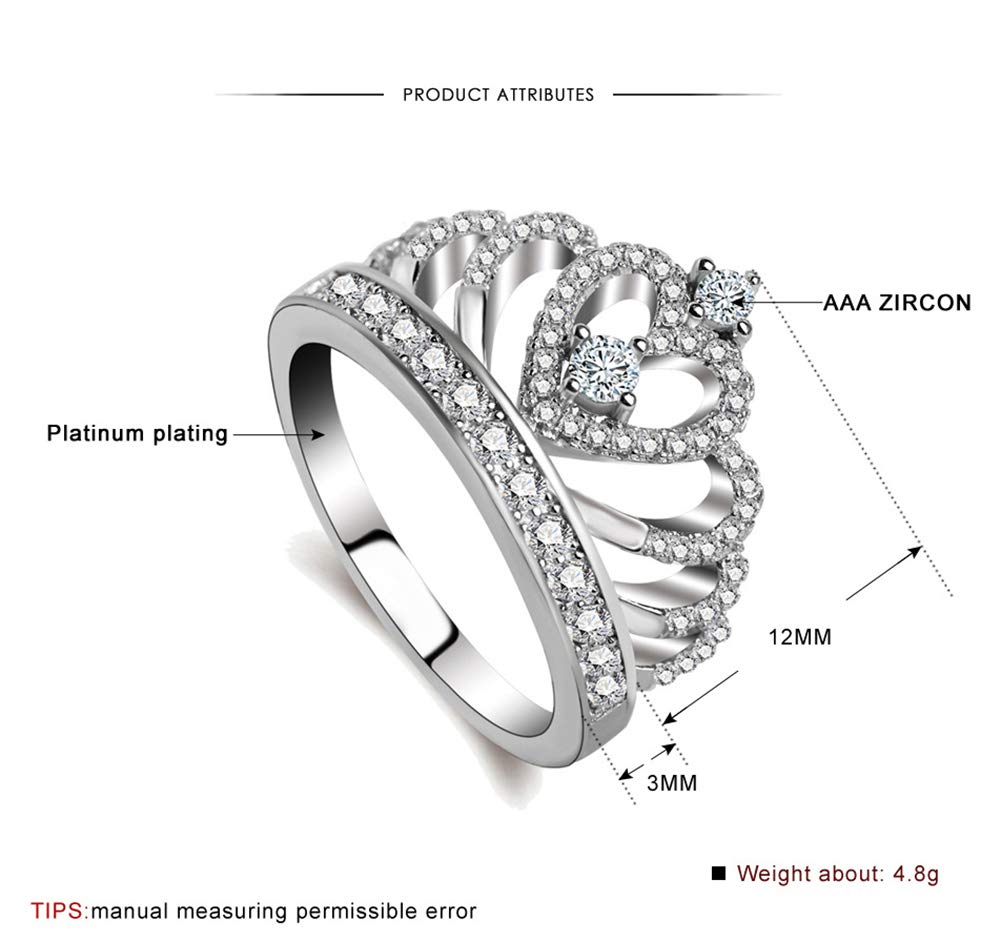 PRODUCT ATTRIBUTES
AAA ZIRCON
Platinum plating
12MM
3MM
Weight about: 4.8g
TIPS:manual measuring permissible error